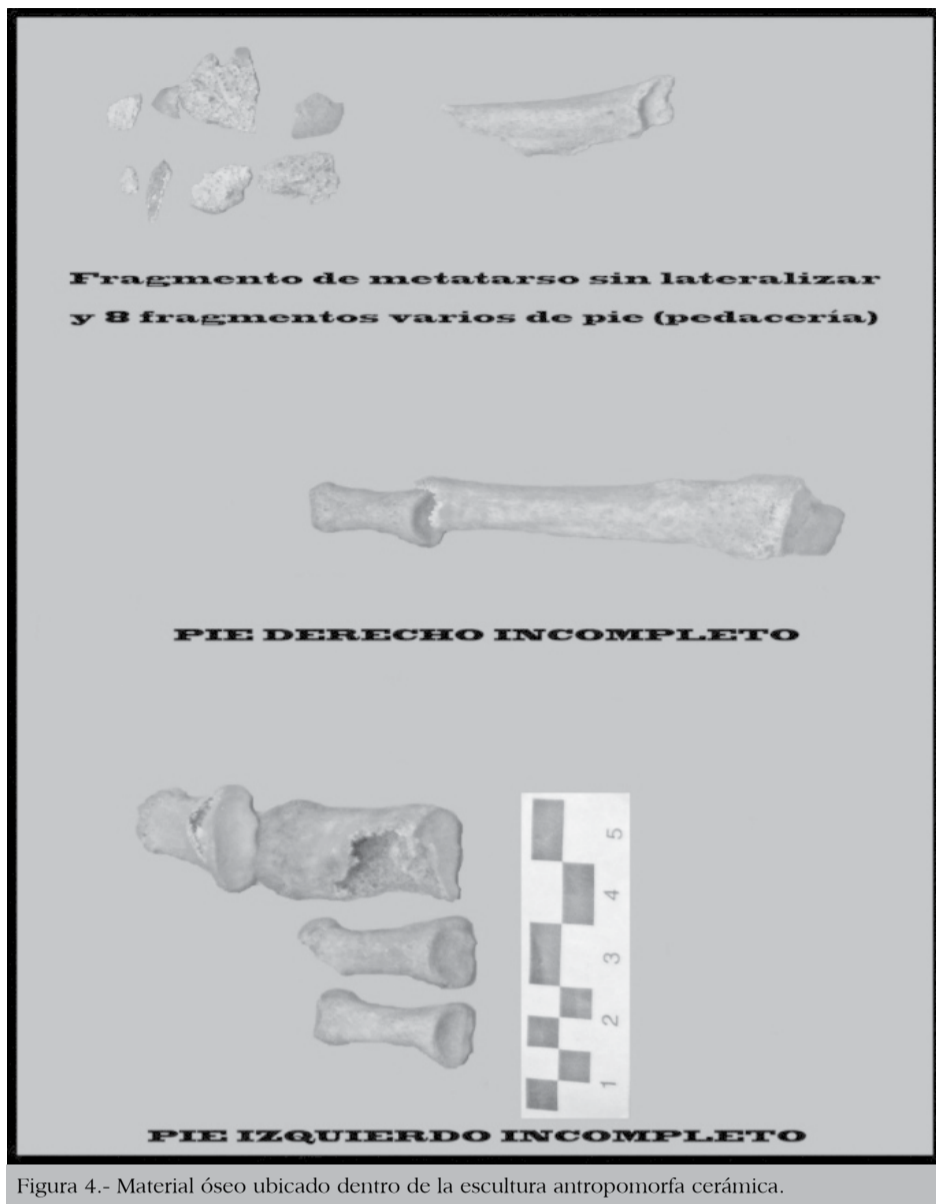 Fragmento de metatarso sin lateralizar
y 8 fragmentos varios de pie (pedacería)
PIE DERECHO INCOMPLETO
5
4
3
2
1
PIE IZQUIERDO INCOMPLETO
Figura 4.- Material óseo ubicado dentro de la escultura antropomorfa cerámica.